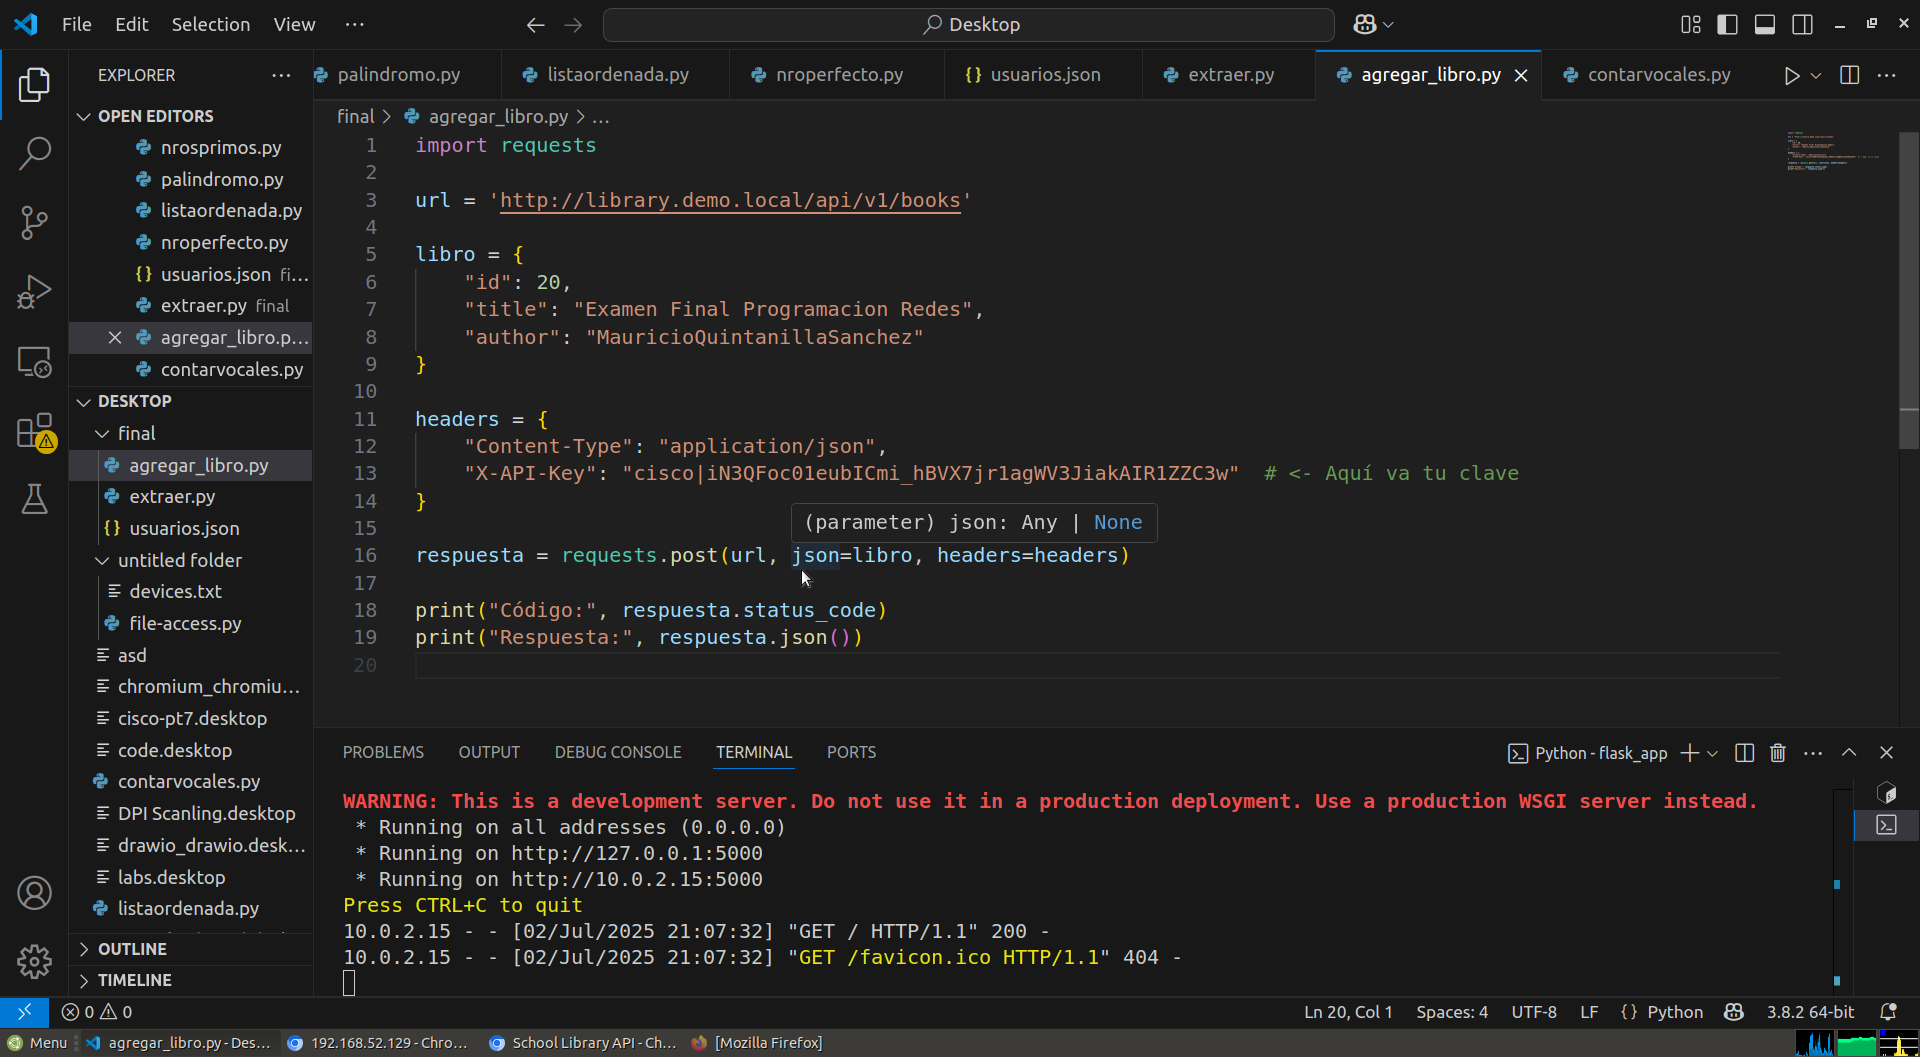 File Edit Selection View ··· Desktop
EXPLORER ···
palindromo.py listaordenada.py nroperfecto.py {} usuarios.json extraer.py agregar_libro.py contarvocales.py ···
OPEN EDITORS
nrosprimos.py
palindromo.py
listaordenada.py
nroperfecto.py
{} usuarios.json fi...
extraer.py final
agregar_libro.p...
contarvocales.py
DESKTOP
final
agregar_libro.py
extraer.py
{} usuarios.json
untitled folder
devices.txt
file-access.py
asd
chromium_chromiu...
cisco-pt7.desktop
code.desktop
contarvocales.py
DPI Scanling.desktop
drawio_drawio.desk...
labs.desktop
listaordenada.py
OUTLINE
TIMELINE
final > agregar_libro.py > ...
1 import requests
2
3 url = 'http://library.demo.local/api/v1/books'
4
5 libro = {
6 "id": 20,
7 "title": "Examen Final Programacion Redes",
8 "author": "MauricioQuintanillaSanchez"
9 }
10
11 headers = {
12 "Content-Type": "application/json",
13 "X-API-Key": "cisco|iN3QFoc01eubICmi_hBVX7jr1agWV3JiakAIR1ZZC3w" # <- Aquí va tu clave
14 }
15
(parameter) json: Any | None
16 respuesta = requests.post(url, json=libro, headers=headers)
17
18 print("Código:", respuesta.status_code)
19 print("Respuesta:", respuesta.json())
20
PROBLEMS OUTPUT DEBUG CONSOLE TERMINAL PORTS Python - flask_app ···
WARNING: This is a development server. Do not use it in a production deployment. Use a production WSGI server instead.
* Running on all addresses (0.0.0.0)
* Running on http://127.0.0.1:5000
* Running on http://10.0.2.15:5000
Press CTRL+C to quit
10.0.2.15 - - [02/Jul/2025 21:07:32] "GET / HTTP/1.1" 200 -
10.0.2.15 - - [02/Jul/2025 21:07:32] "GET /favicon.ico HTTP/1.1" 404 -
0 0 Ln 20, Col 1 Spaces: 4 UTF-8 LF {} Python 3.8.2 64-bit
Menu agregar_libro.py - Des... 192.168.52.129 - Chro... School Library API - Ch... [Mozilla Firefox]